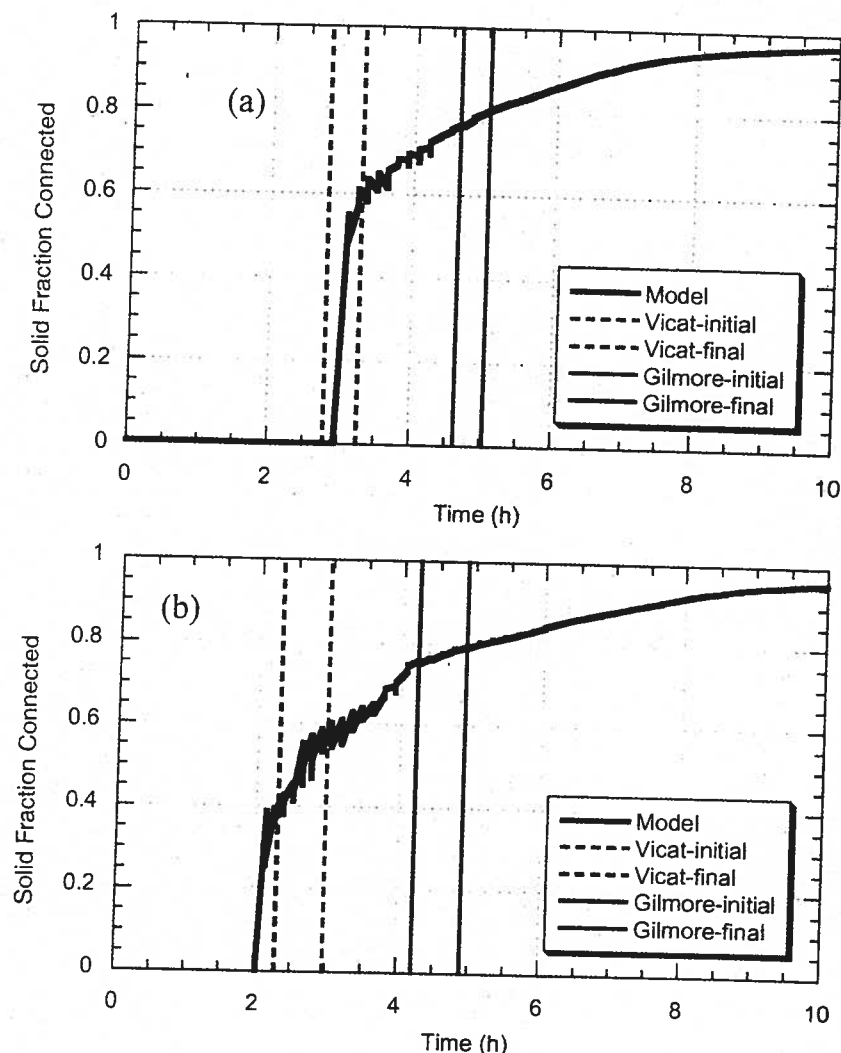 1
0.8
0.6
0.4
0.2
0
Solid Fraction Connected
(a)
Model
Vicat-initial
Vicat-final
Gilmore-initial
Gilmore-final
0 2 4 6 8 10
Time (h)
1
0.8
0.6
0.4
0.2
0
Solid Fraction Connected
(b)
Model
Vicat-initial
Vicat-final
Gilmore-initial
Gilmore-final
0 2 4 6 8 10
Time (h)